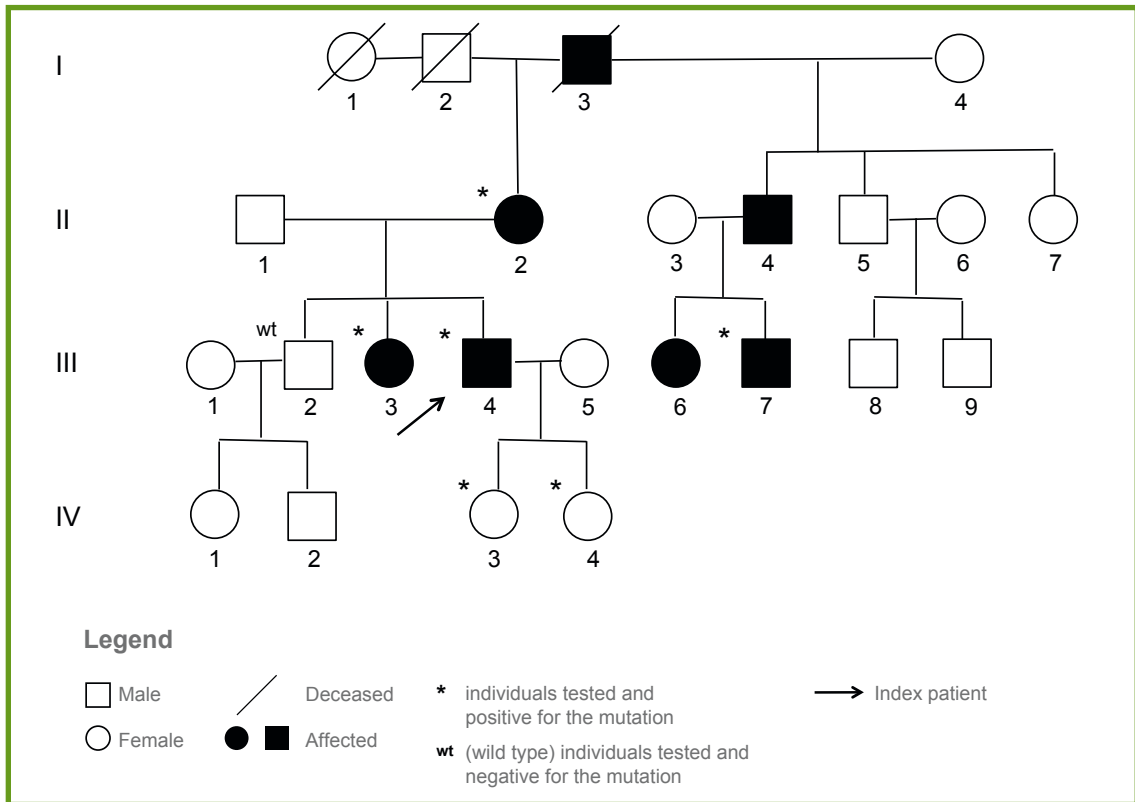 I
1 2 3 4
*
II
1 2 3 4 5 6 7
wt * * *
III
1 2 3 4 5 6 7 8 9
* *
IV
1 2 3 4
Legend
Male Deceased * individuals tested and Index patient
positive for the mutation
Female Affected wt (wild type) individuals tested and
negative for the mutation